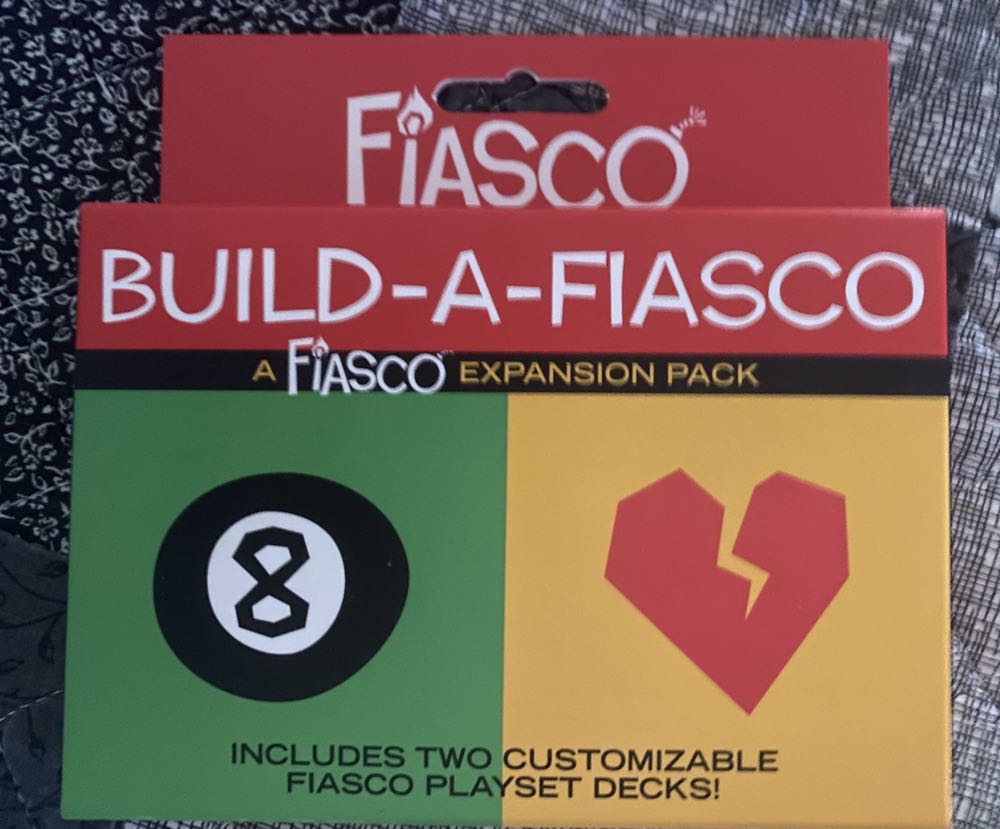 FiASCO
BUILD-A-FIASCO
A FiASCO EXPANSION PACK
8
INCLUDES TWO CUSTOMIZABLE
FIASCO PLAYSET DECKS!